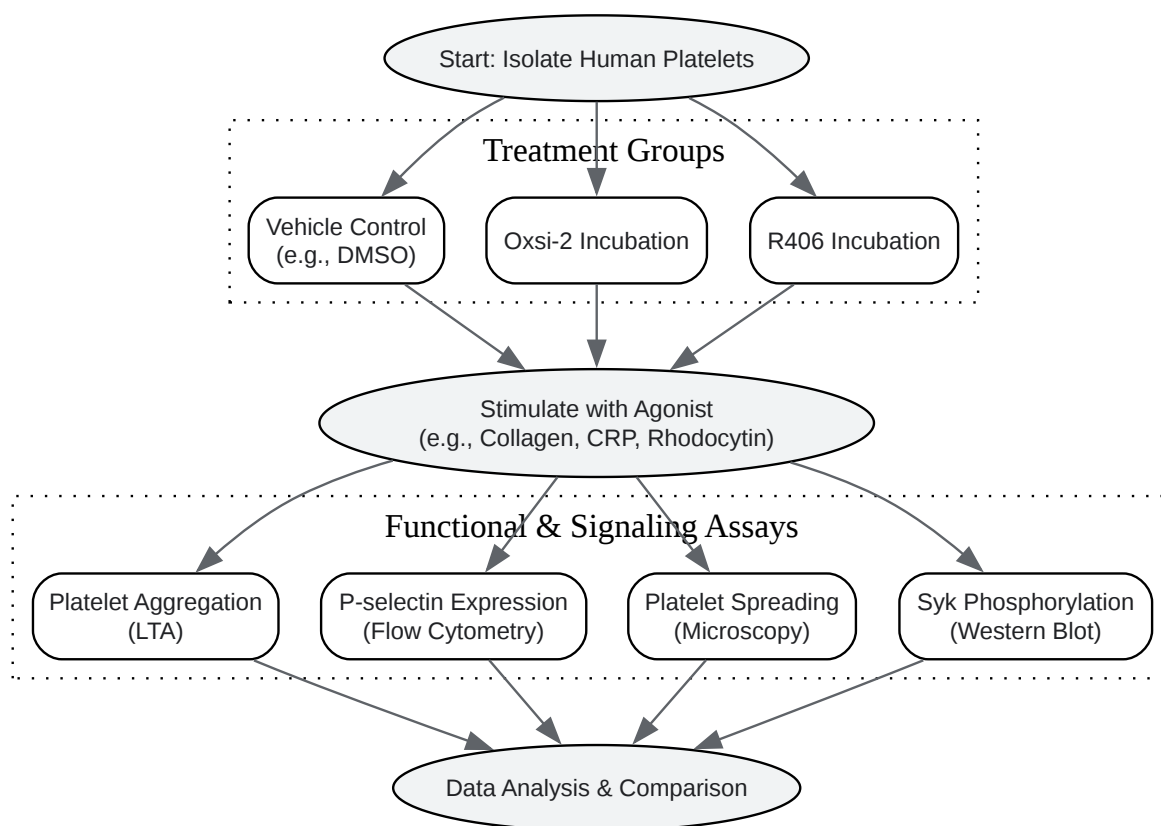 Start: Isolate Human Platelets
Treatment Groups
Vehicle Control
(e.g., DMSO)
Oxsi-2 Incubation
R406 Incubation
Stimulate with Agonist
(e.g., Collagen, CRP, Rhodocytin)
Functional & Signaling Assays
Platelet Aggregation
(LTA)
P-selectin Expression
(Flow Cytometry)
Platelet Spreading
(Microscopy)
Syk Phosphorylation
(Western Blot)
Data Analysis & Comparison